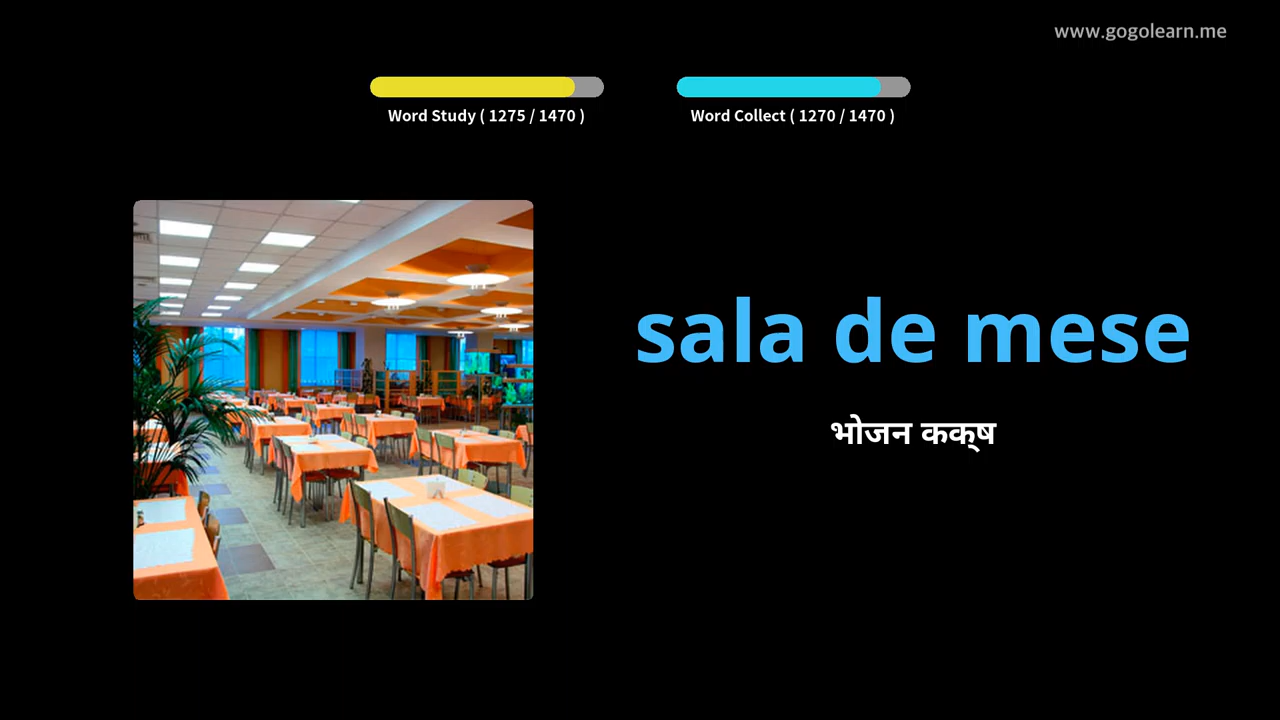 www.gogolearn.me
Word Study ( 1275 / 1470 )
Word Collect ( 1270 / 1470 )
sala de mese
भोजन कक्ष